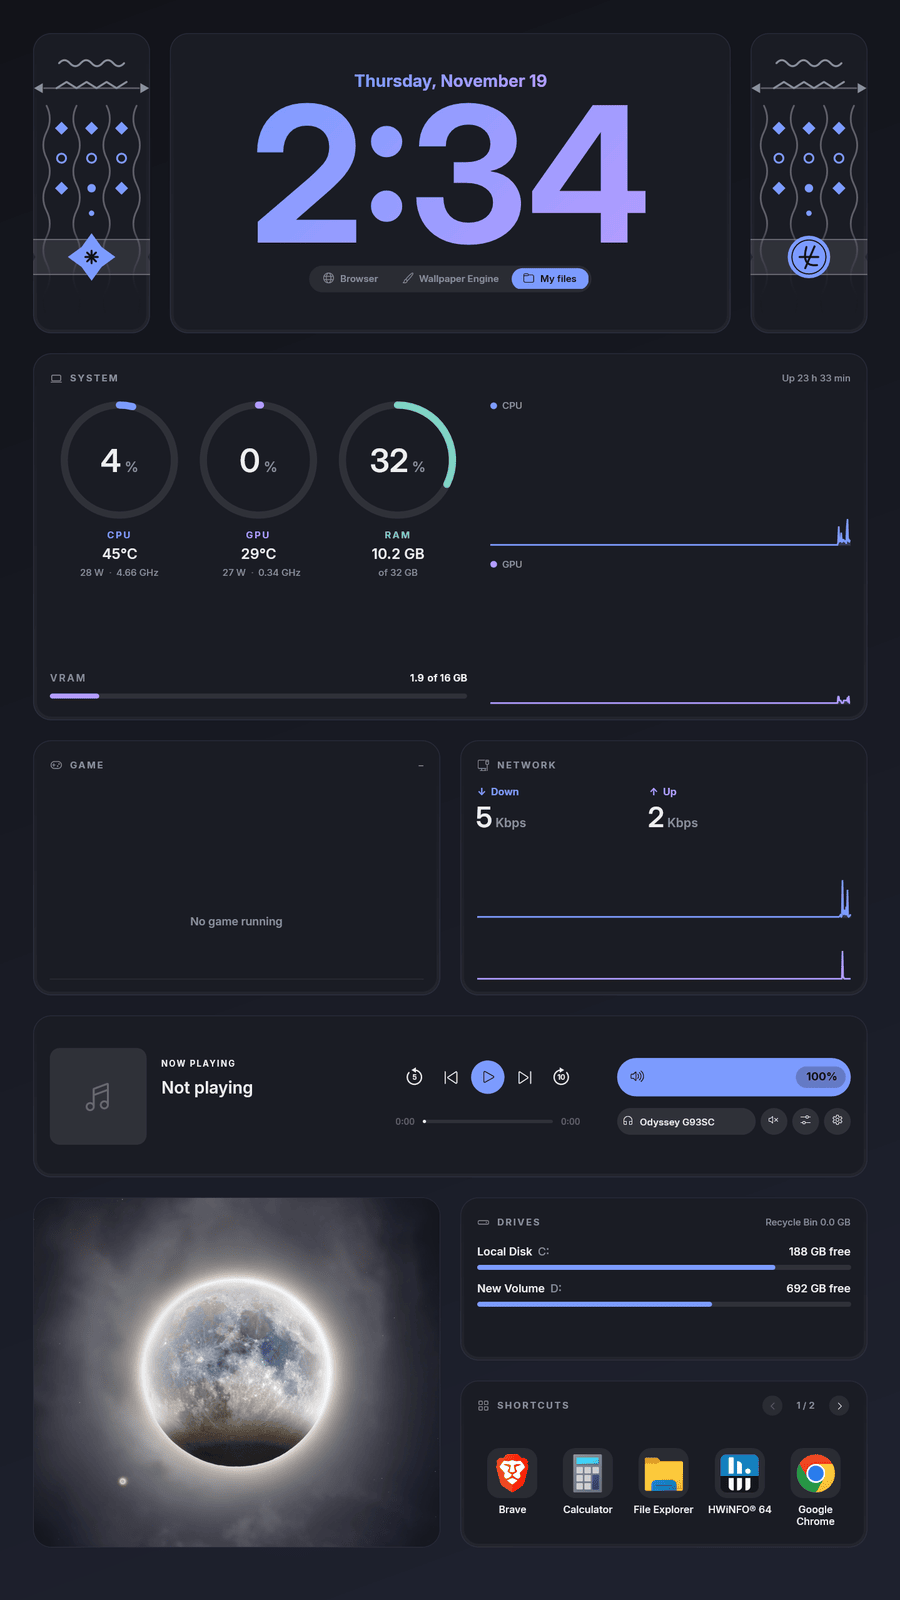 Thursday, November 19
2:34
Browser
Wallpaper Engine
My files
SYSTEM
Up 23 h 33 min
4 %
0 %
32 %
CPU
GPU
RAM
45°C
29°C
10.2 GB
28 W · 4.66 GHz
27 W · 0.34 GHz
of 32 GB
VRAM
1.9 of 16 GB
CPU
GPU
GAME
–
No game running
NETWORK
Down
Up
5 Kbps
2 Kbps
NOW PLAYING
Not playing
5
10
0:00
0:00
100%
Odyssey G93SC
DRIVES
Recycle Bin 0.0 GB
Local Disk C:
188 GB free
New Volume D:
692 GB free
SHORTCUTS
1 / 2
Brave
Calculator
File Explorer
HWiNFO® 64
Google
Chrome